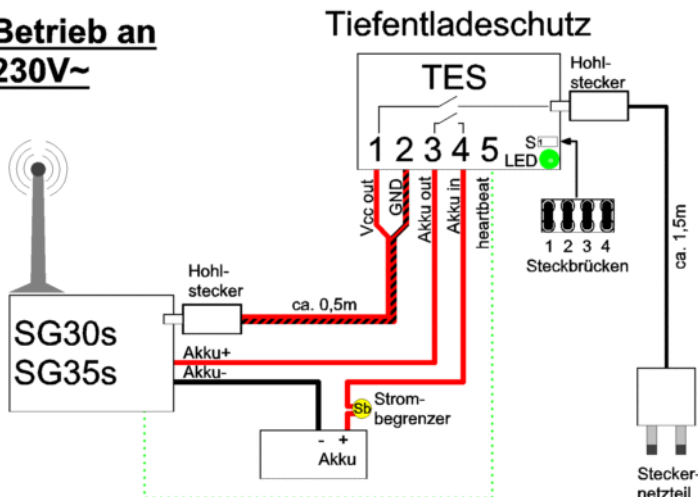 Betrieb an
230V~
Tiefentladeschutz
TES
Hohl-
stecker
1 2 3 4 5
S 1
LED
Vcc out
GND
Akku out
Akku in
heartbeat
1 2 3 4
Steckbrücken
ca. 1,5m
Hohl-
stecker
ca. 0,5m
SG30s
SG35s
Akku+
Akku-
Sb
Strom-
begrenzer
- +
Akku
Stecker-
netzteil